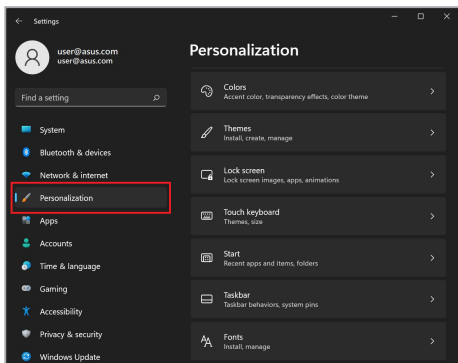 Settings
user@asus.com
user@asus.com
Find a setting
System
Bluetooth & devices
Network & internet
Personalization
Apps
Accounts
Time & language
Gaming
Accessibility
Privacy & security
Windows Update
Personalization
Colors
Accent color, transparency effects, color theme
Themes
Install, create, manage
Lock screen
Lock screen images, apps, animations
Touch keyboard
Themes, size
Start
Recent apps and items, folders
Taskbar
Taskbar behaviors, system pins
Fonts
Install, manage